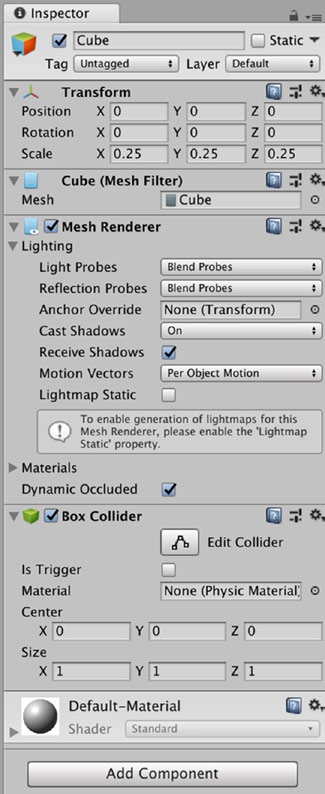 Inspector
Cube Static
Tag Untagged Layer Default
Transform
Position X 0 Y 0 Z 0
Rotation X 0 Y 0 Z 0
Scale X 0.25 Y 0.25 Z 0.25
Cube (Mesh Filter)
Mesh Cube
Mesh Renderer
Lighting
Light Probes Blend Probes
Reflection Probes Blend Probes
Anchor Override None (Transform)
Cast Shadows On
Receive Shadows
Motion Vectors Per Object Motion
Lightmap Static
To enable generation of lightmaps for this
Mesh Renderer, please enable the 'Lightmap
Static' property.
Materials
Dynamic Occluded
Box Collider
Edit Collider
Is Trigger
Material None (Physic Material)
Center
X 0 Y 0 Z 0
Size
X 1 Y 1 Z 1
Default-Material
Shader Standard
Add Component